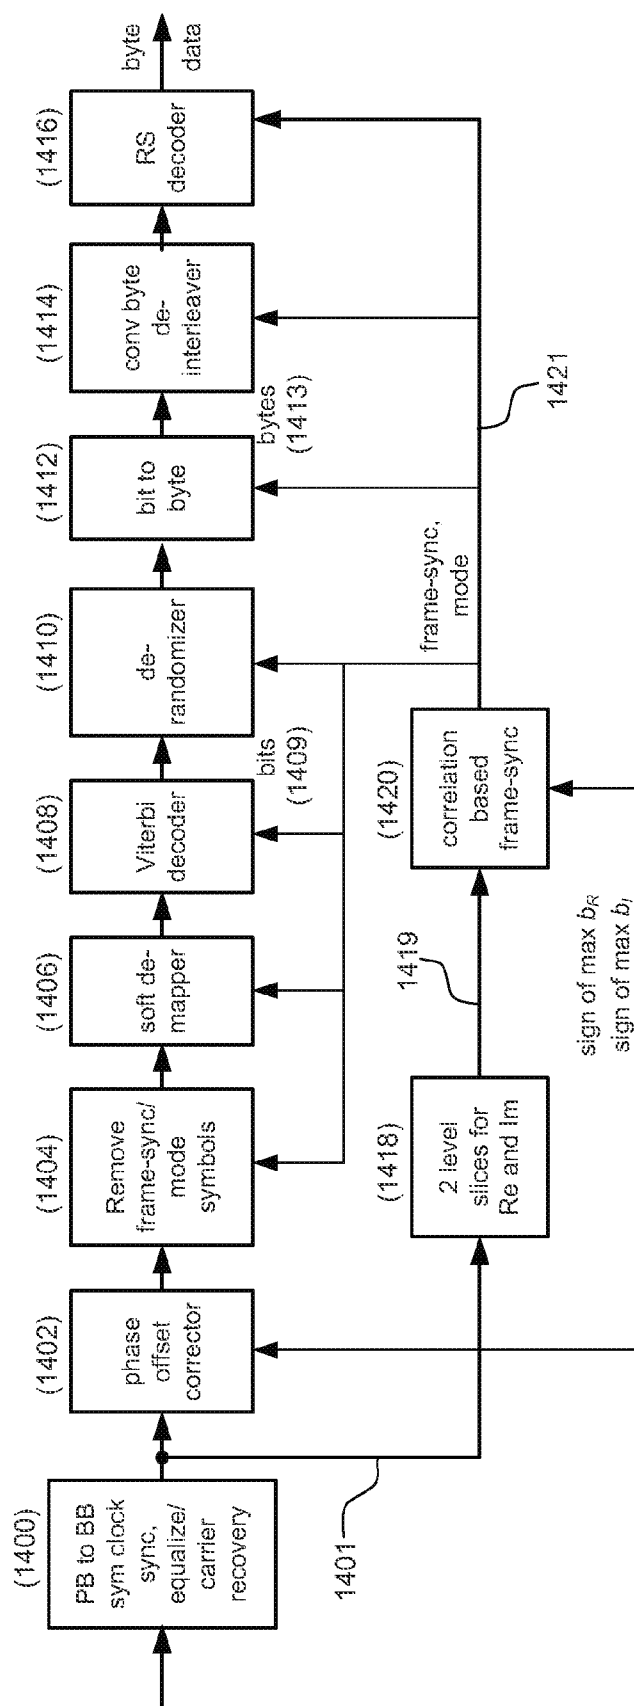 (1400)
PB to BB
sym clock
sync,
equalize/
carrier
recovery
1401
(1402)
phase
offset
corrector
(1404)
Remove
frame-sync/
mode
symbols
(1406)
soft de-
mapper
(1408)
Viterbi
decoder
bits
(1409)
(1410)
de-
randomizer
(1412)
bit to
byte
bytes
(1413)
(1414)
conv byte
de-
interleaver
(1416)
RS
decoder
byte
data
(1418)
2 level
slices for
Re and Im
1419
(1420)
correlation
based
frame-sync
frame-sync,
mode
1421
sign of max bR
sign of max bI